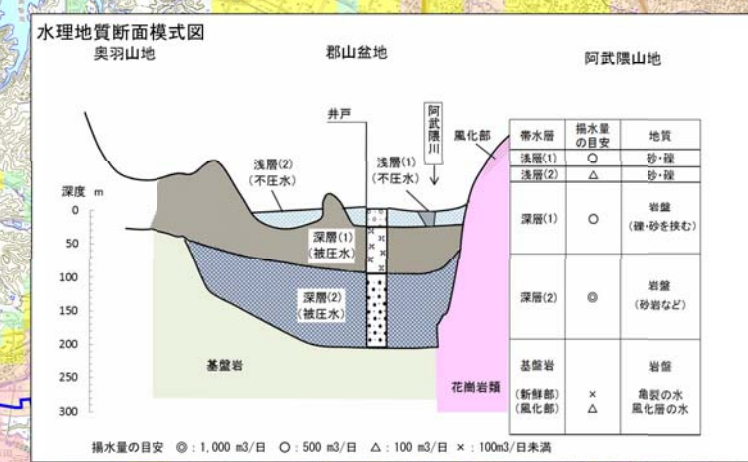 水理地質断面模式図
奥羽山地
郡山盆地
阿武隈山地
井戸
阿武隈川
風化部
浅層(2)
(不圧水)
浅層(1)
(不圧水)
深度 m
0
50
100
150
200
250
300
深層(1)
(被圧水)
深層(2)
(被圧水)
基盤岩
花崗岩類
帯水層 揚水量の目安 地質
浅層(1) ○ 砂・礫
浅層(2) △ 砂・礫
深層(1) ○ 岩盤
(礫・砂を挟む)
深層(2) ◎ 岩盤
(砂岩など)
基盤岩 岩盤
(新鮮部) × 亀裂の水
(風化部) △ 風化層の水
揚水量の目安 ◎:1,000 m3/日 ○:500 m3/日 △:100 m3/日 ×:100m3/日未満